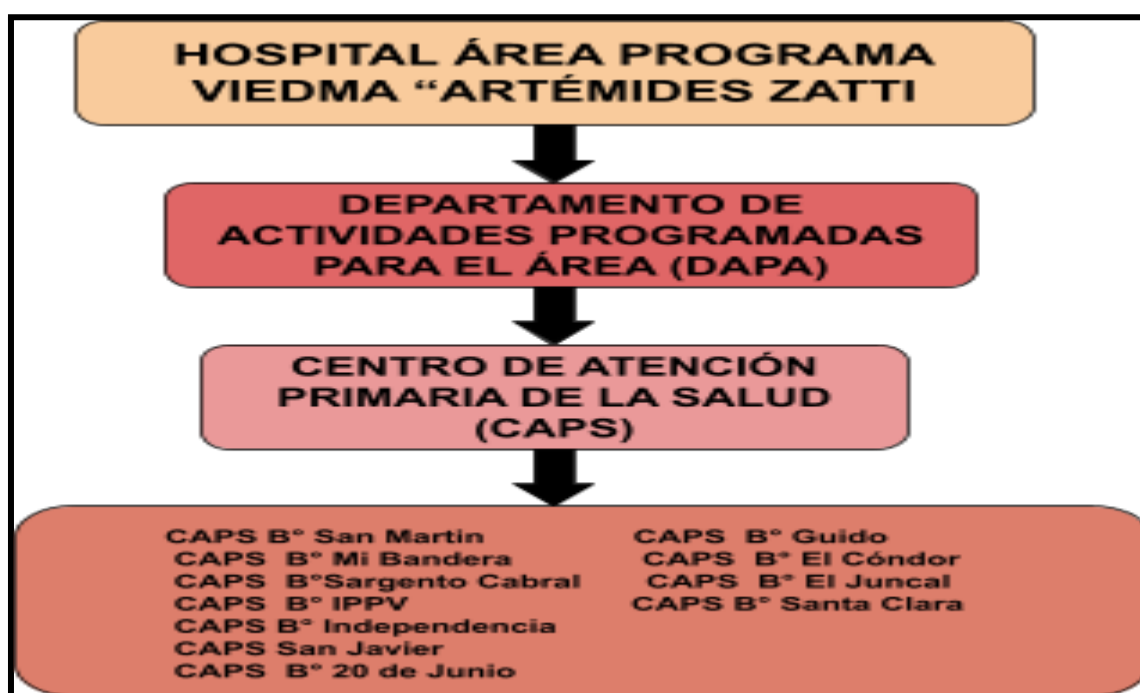 HOSPITAL ÁREA PROGRAMA
VIEDMA “ARTÉMIDES ZATTI
DEPARTAMENTO DE
ACTIVIDADES PROGRAMADAS
PARA EL ÁREA (DAPA)
CENTRO DE ATENCIÓN
PRIMARIA DE LA SALUD
(CAPS)
CAPS B° San Martin
CAPS B° Mi Bandera
CAPS B°Sargento Cabral
CAPS B° IPPV
CAPS B° Independencia
CAPS San Javier
CAPS B° 20 de Junio
CAPS B° Guido
CAPS B° El Cóndor
CAPS B° El Juncal
CAPS B° Santa Clara